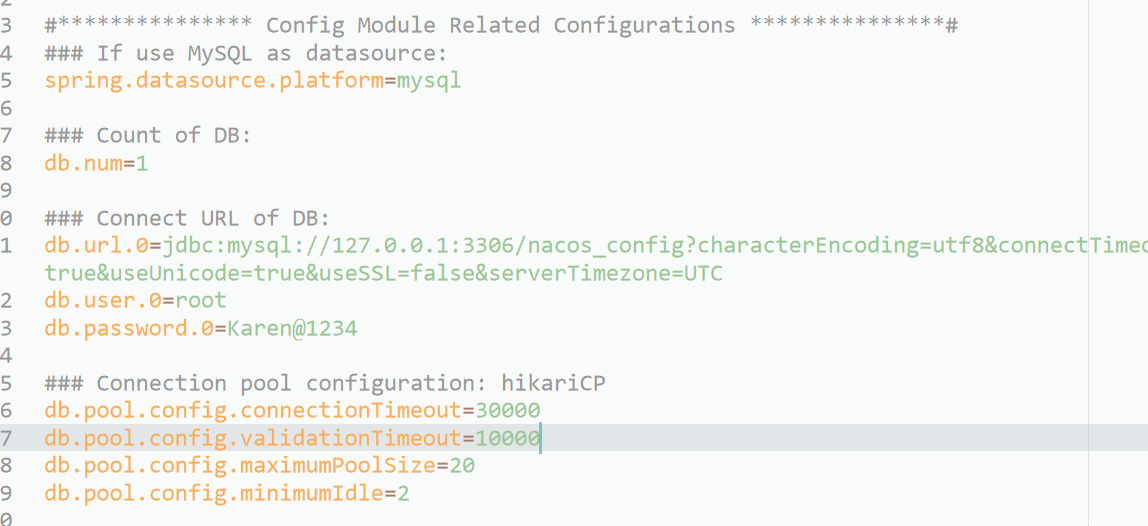 2
3 #*************** Config Module Related Configurations ***************#
4 ### If use MySQL as datasource:
5 spring.datasource.platform=mysql
6
7 ### Count of DB:
8 db.num=1
9
0 ### Connect URL of DB:
1 db.url.0=jdbc:mysql://127.0.0.1:3306/nacos_config?characterEncoding=utf8&connectTimeo
true&useUnicode=true&useSSL=false&serverTimezone=UTC
2 db.user.0=root
3 db.password.0=Karen@1234
4
5 ### Connection pool configuration: hikariCP
6 db.pool.config.connectionTimeout=30000
7 db.pool.config.validationTimeout=10000
8 db.pool.config.maximumPoolSize=20
9 db.pool.config.minimumIdle=2
0